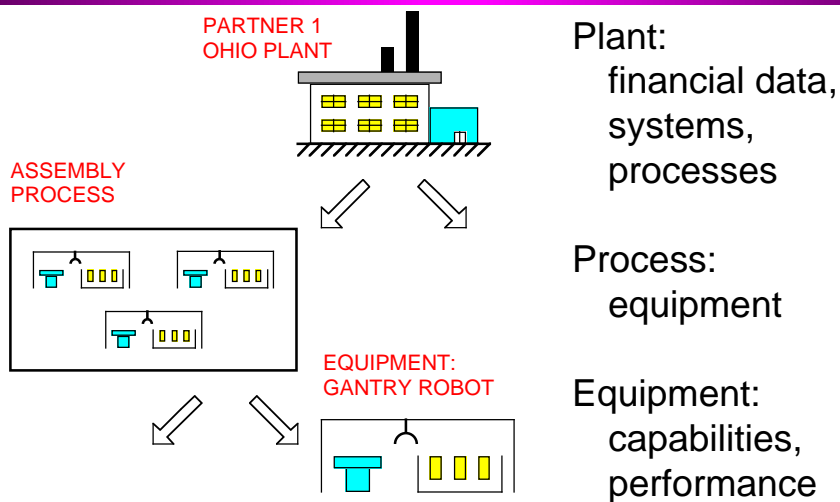 PARTNER 1
OHIO PLANT
ASSEMBLY
PROCESS
EQUIPMENT:
GANTRY ROBOT
Plant:
financial data,
systems,
processes
Process:
equipment
Equipment:
capabilities,
performance